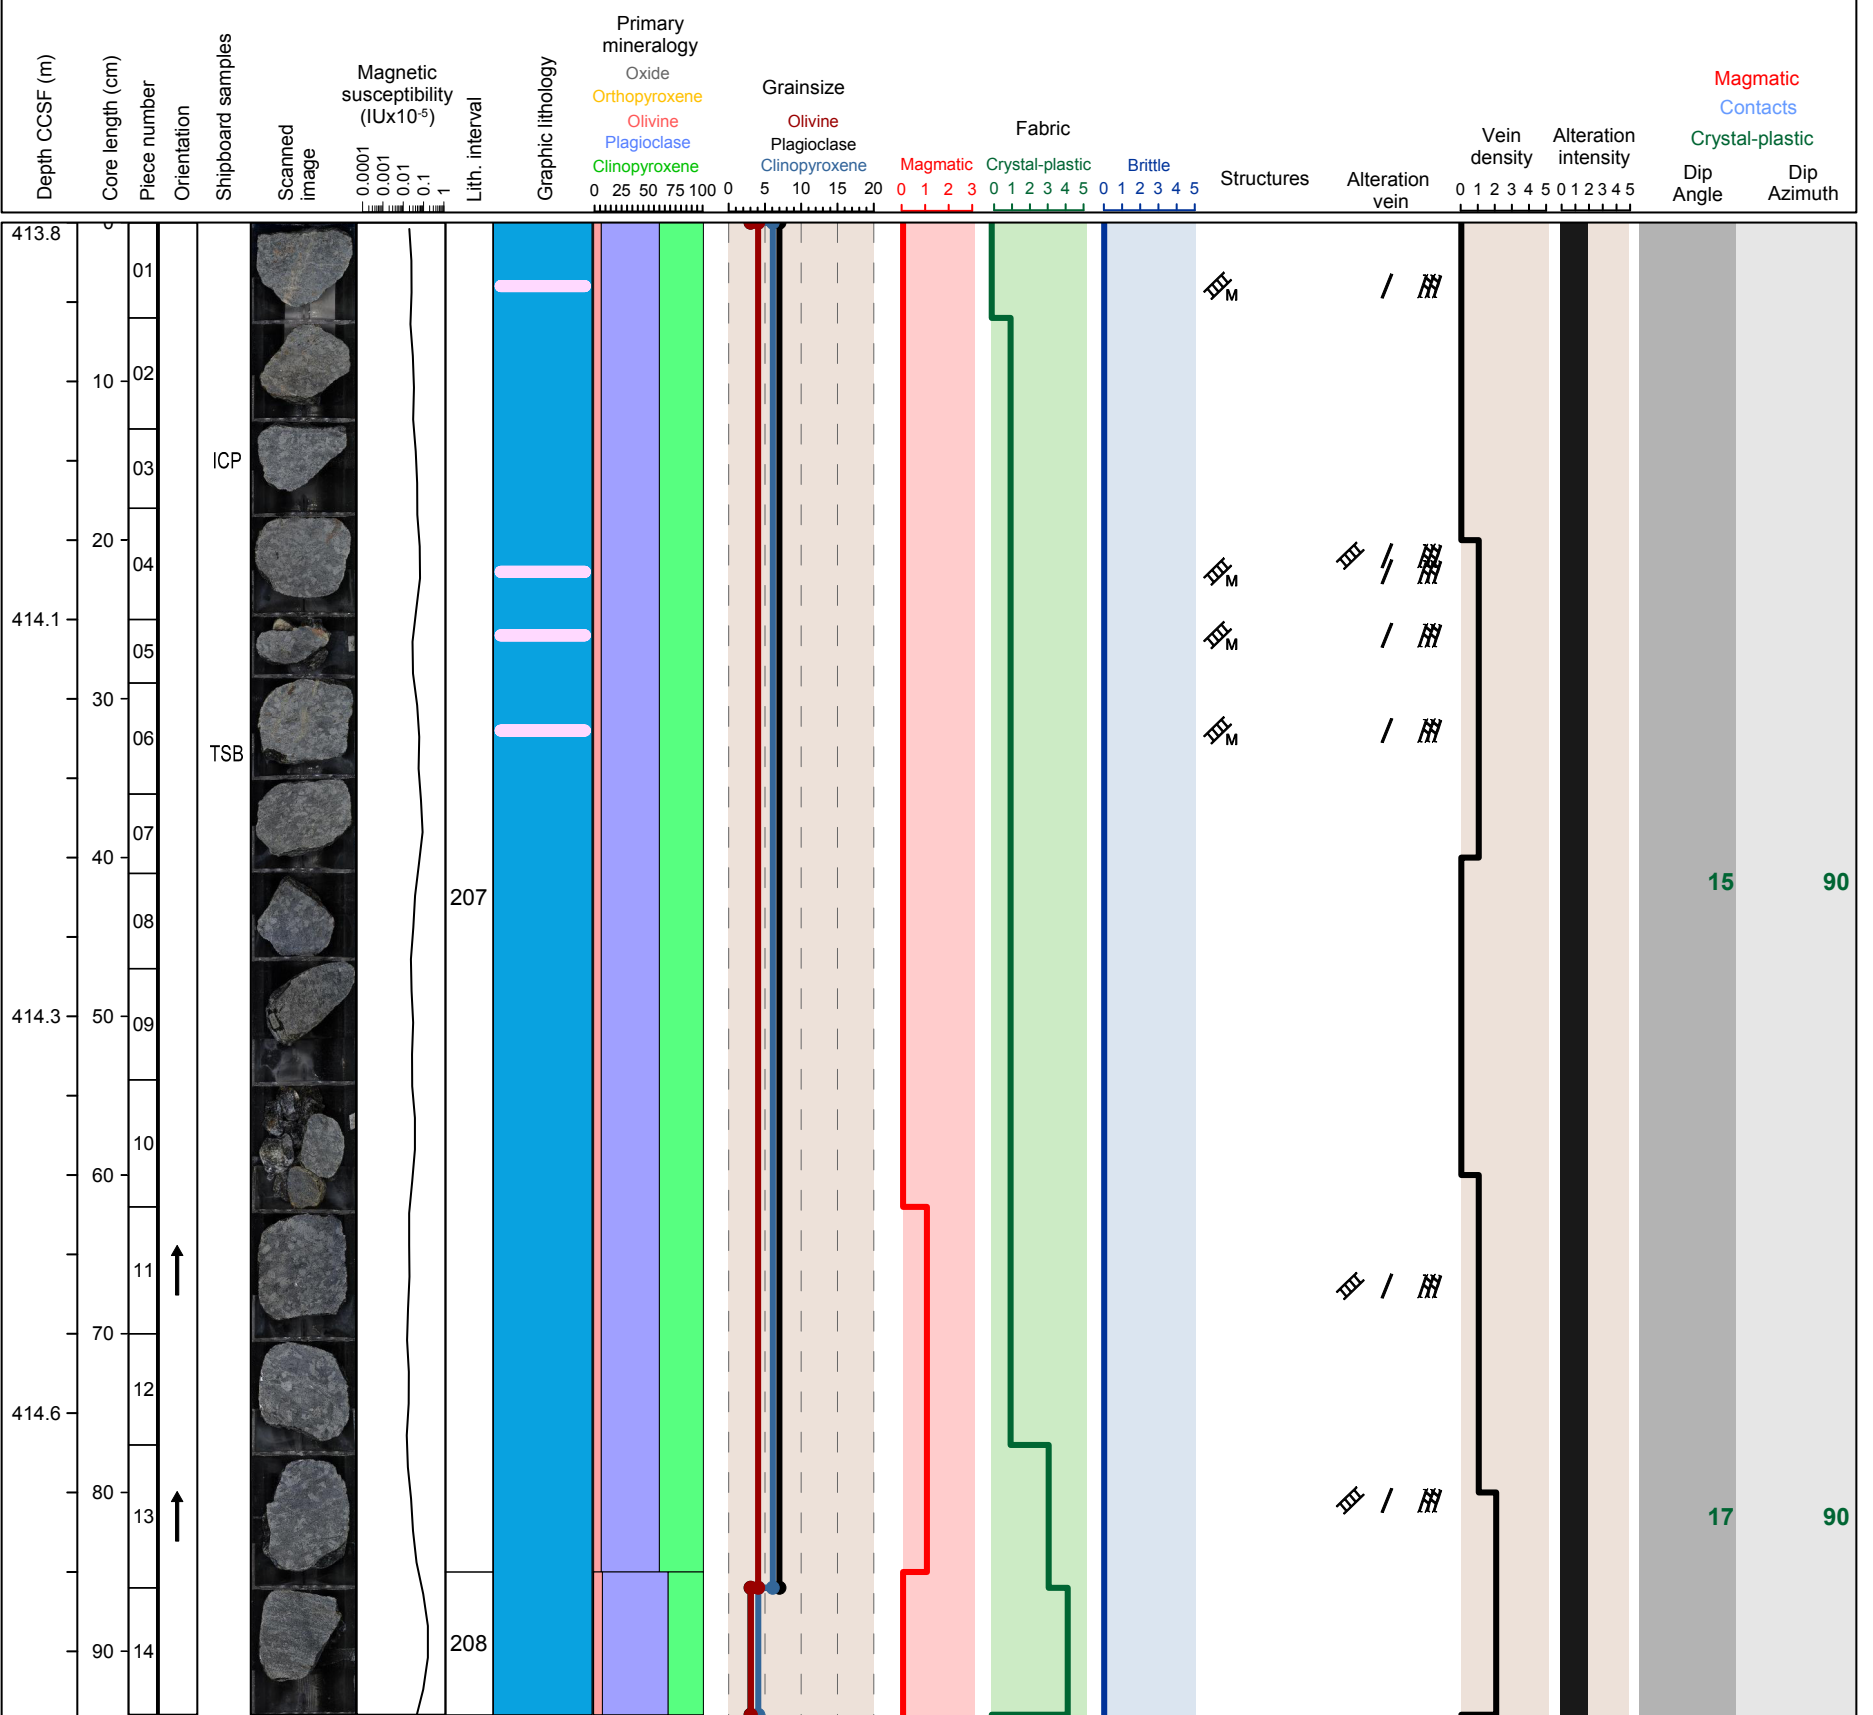 Depth CCSF (m)
Core length (cm)
Piece number
Orientation
Shipboard samples
Scanned
image
Magnetic
susceptibility
(IUx10-5)
0.0001
0.001
0.01
0.1
1
Lith. interval
Graphic lithology
Primary
mineralogy
Oxide
Orthopyroxene
Olivine
Plagioclase
Clinopyroxene
0 25 50 75 100
Grainsize
Olivine
Plagioclase
Clinopyroxene
0 5 10 15 20
Fabric
Magmatic
0 1 2 3
Crystal-plastic
0 1 2 3 4 5
Brittle
0 1 2 3 4 5
Structures
Alteration
vein
Vein
density
0 1 2 3 4 5
Alteration
intensity
0 1 2 3 4 5
Magmatic
Contacts
Crystal-plastic
Dip
Angle
Dip
Azimuth
413.8
0
01
M
10
02
ICP
03
20
04
M
414.1
05
M
30
06
M
TSB
07
40
15 90
207
08
414.3
50
09
10
60
11
70
12
414.6
80
13
17 90
208
90
14